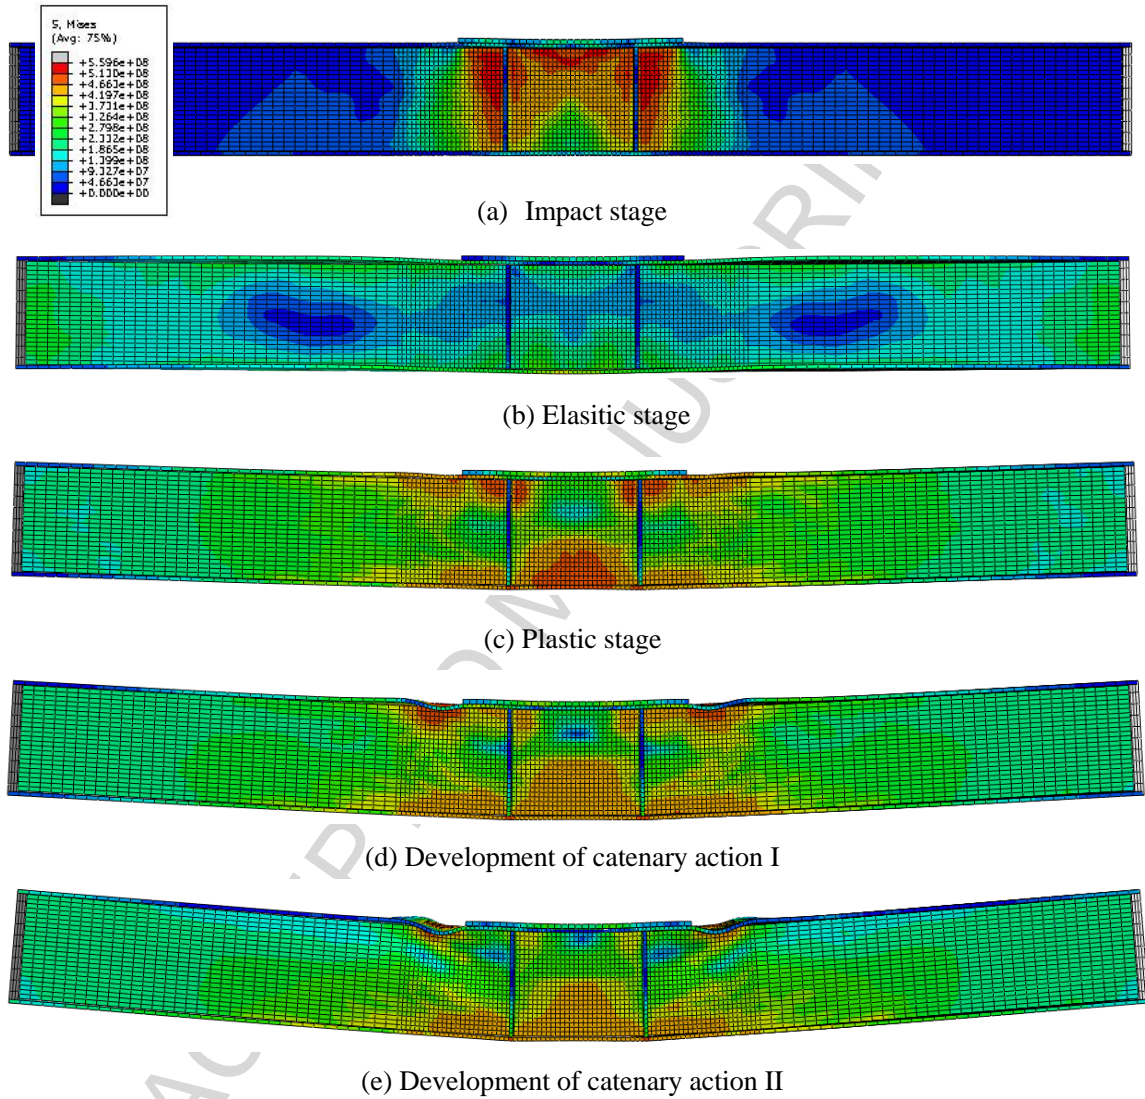 S, Mises
(Avg: 75%)
+5.596e+08
+5.130e+08
+4.663e+08
+4.197e+08
+3.731e+08
+3.264e+08
+2.798e+08
+2.332e+08
+1.865e+08
+1.399e+08
+9.327e+07
+4.663e+07
+0.000e+00
(a) Impact stage
(b) Elasitic stage
(c) Plastic stage
(d) Development of catenary action I
(e) Development of catenary action II